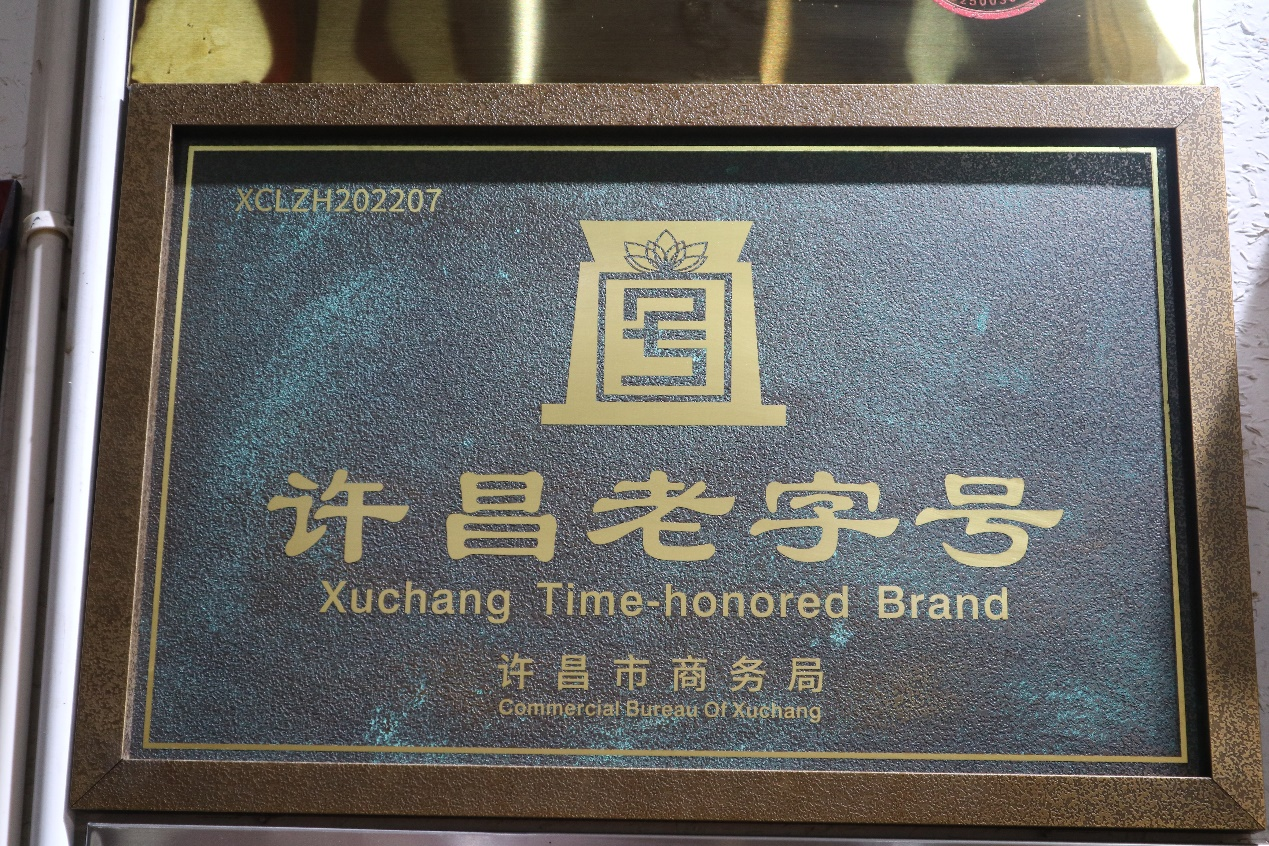 XCLZH202207
许昌老字号
Xuchang Time-honored Brand
许昌市商务局
Commercial Bureau Of Xuchang